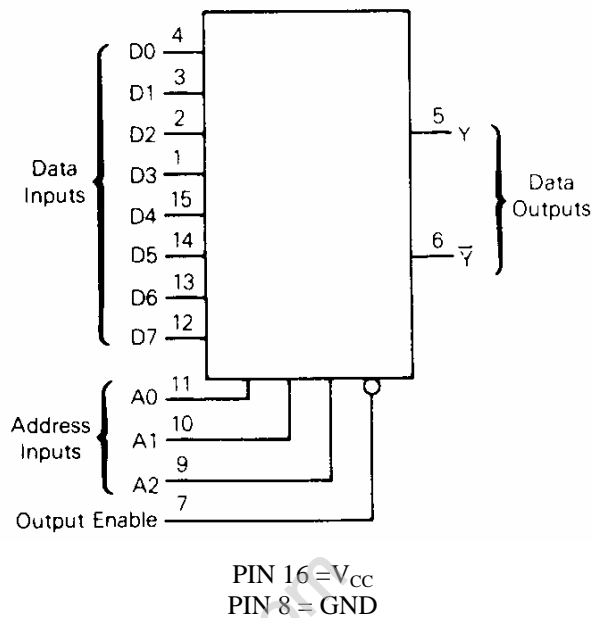 D0 4
D1 3
D2 2
D3 1
D4 15
D5 14
D6 13
D7 12
Data
Inputs
5 Y
6 Y̅
Data
Outputs
A0 11
A1 10
A2 9
Address
Inputs
Output Enable 7
PIN 16 =VCC
PIN 8 = GND